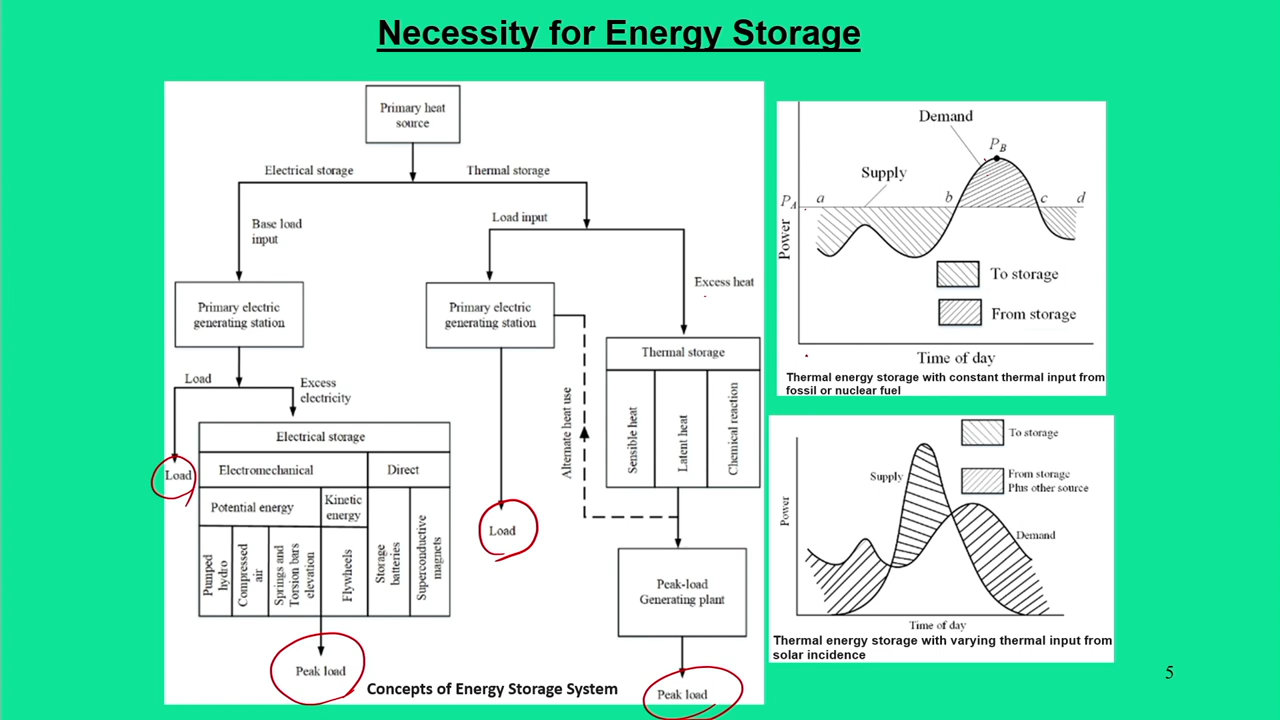 Necessity for Energy Storage
Primary heat
source
Electrical storage
Thermal storage
Base load
input
Load input
Excess heat
Primary electric
generating station
Primary electric
generating station
Load
Excess
electricity
Load
Electrical storage
Electromechanical
Direct
Potential energy
Kinetic
energy
Pumped
hydro
Compressed
air
Springs and
Torsion bars
elevation
Flywheels
Storage
batteries
Superconductive
magnets
Peak load
Load
Alternate heat use
Thermal storage
Sensible heat
Latent heat
Chemical reaction
Peak-load
Generating plant
Peak load
Concepts of Energy Storage System
Demand
P_B
Supply
P_A
a
b
c
d
Power
To storage
From storage
Time of day
Thermal energy storage with constant thermal input from
fossil or nuclear fuel
To storage
Supply
From storage
Plus other source
Power
Demand
Time of day
Thermal energy storage with varying thermal input from
solar incidence
5